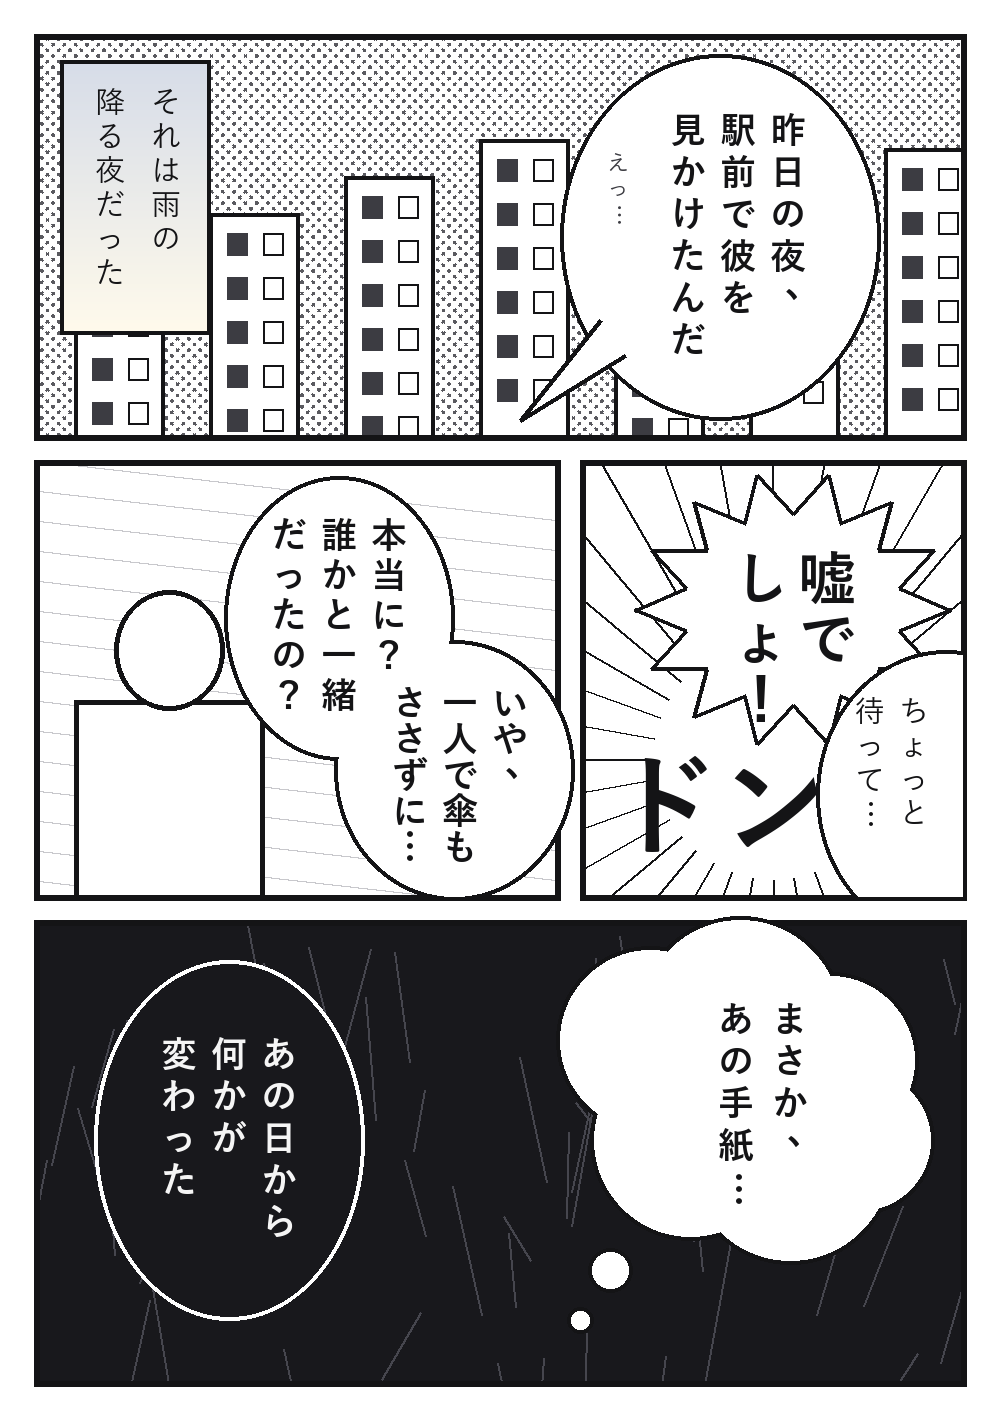 昨日の夜、
駅前で彼を
見かけたんだ
えっ…
それは雨の
降る夜だった
嘘で
しょ！
ちょっと
待って…
ドン
本当に？
誰かと一緒
だったの？
いや、
一人で傘も
ささずに…
まさか、
あの手紙…
あの日から
何かが
変わった